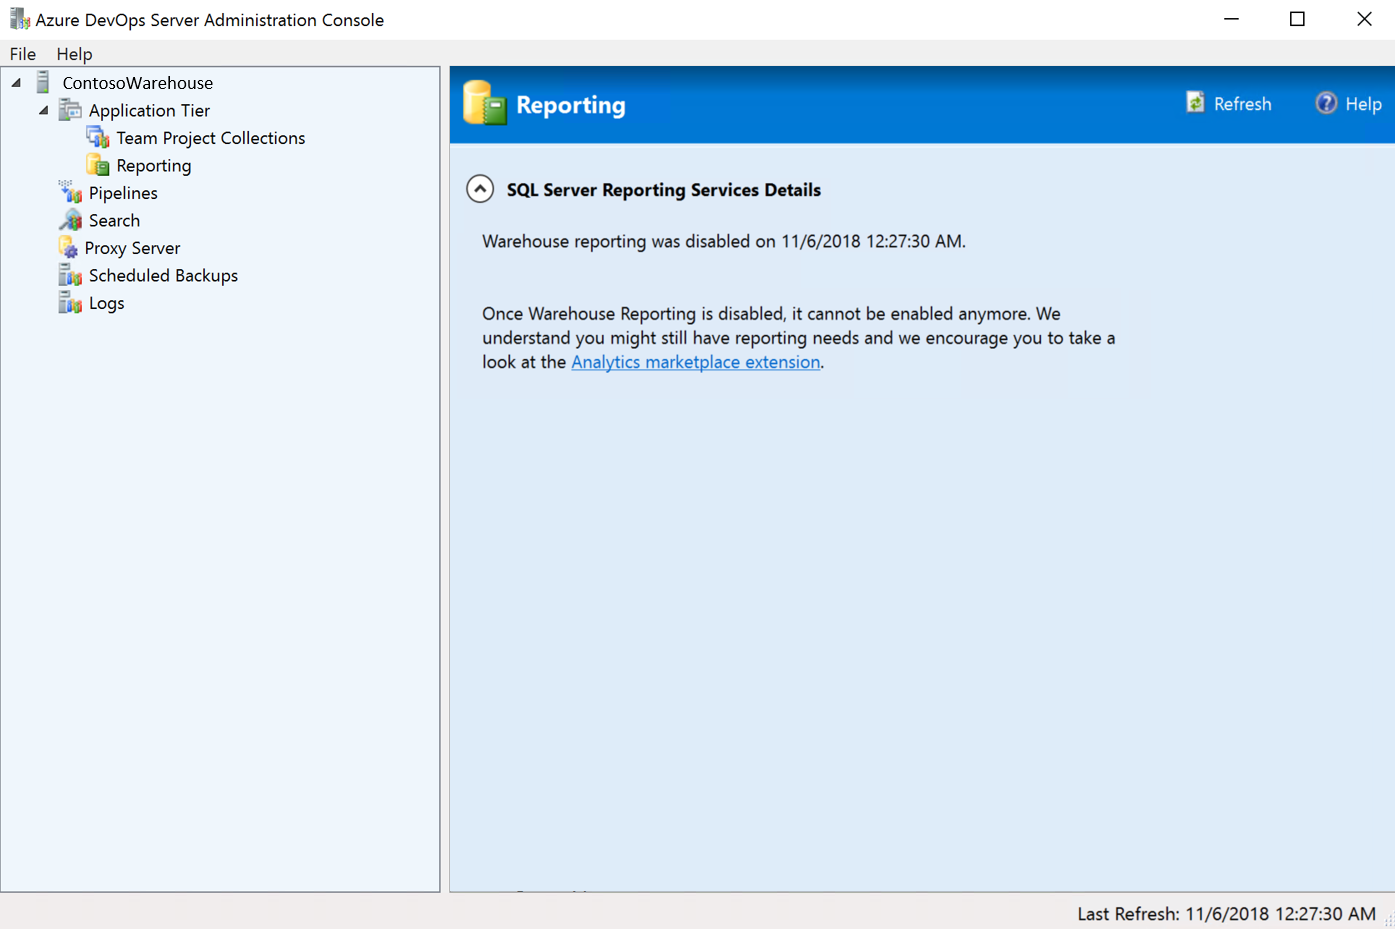 Azure DevOps Server Administration Console
File Help
ContosoWarehouse
Application Tier
Team Project Collections
Reporting
Pipelines
Search
Proxy Server
Scheduled Backups
Logs
Reporting
Refresh
Help
SQL Server Reporting Services Details
Warehouse reporting was disabled on 11/6/2018 12:27:30 AM.
Once Warehouse Reporting is disabled, it cannot be enabled anymore. We
understand you might still have reporting needs and we encourage you to take a
look at the Analytics marketplace extension.
Last Refresh: 11/6/2018 12:27:30 AM